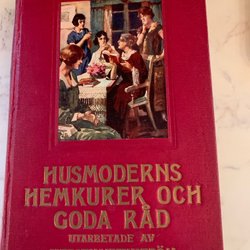 HUSMODERNS
HEMKURER OCH
GODA RÅD
UTARBETADE AV